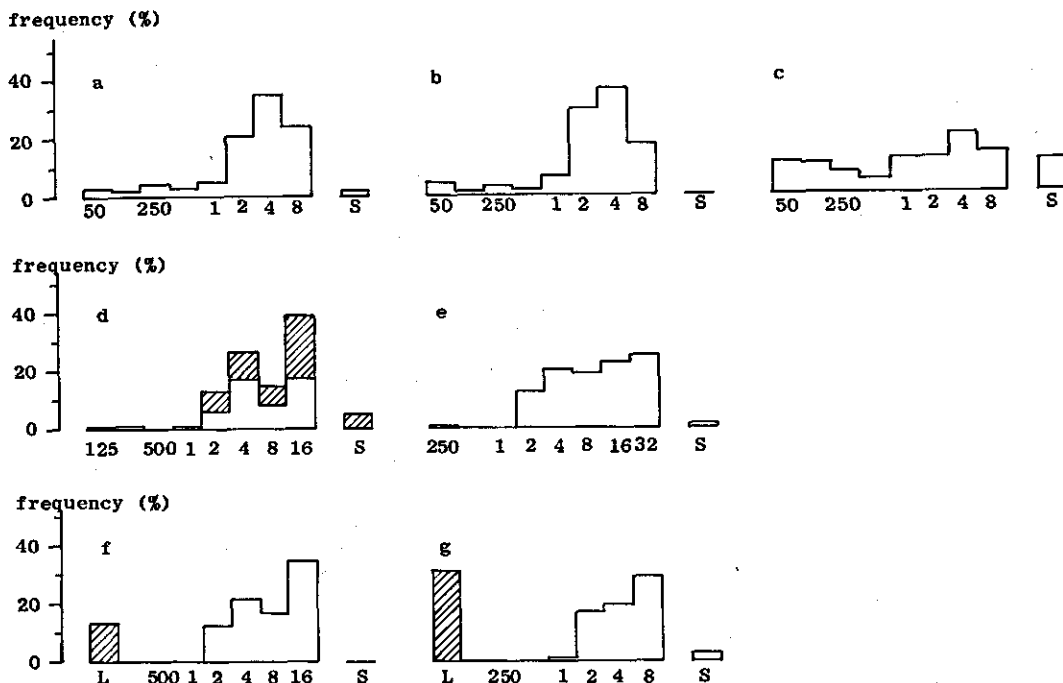 frequency (%)
40
20
0
a
50 250 1 2 4 8 S
b
50 250 1 2 4 8 S
c
50 250 1 2 4 8 S
frequency (%)
40
20
0
d
125 500 1 2 4 8 16 S
e
250 1 2 4 8 16 32 S
frequency (%)
40
20
0
f
L 500 1 2 4 8 16 S
g
L 250 1 2 4 8 S